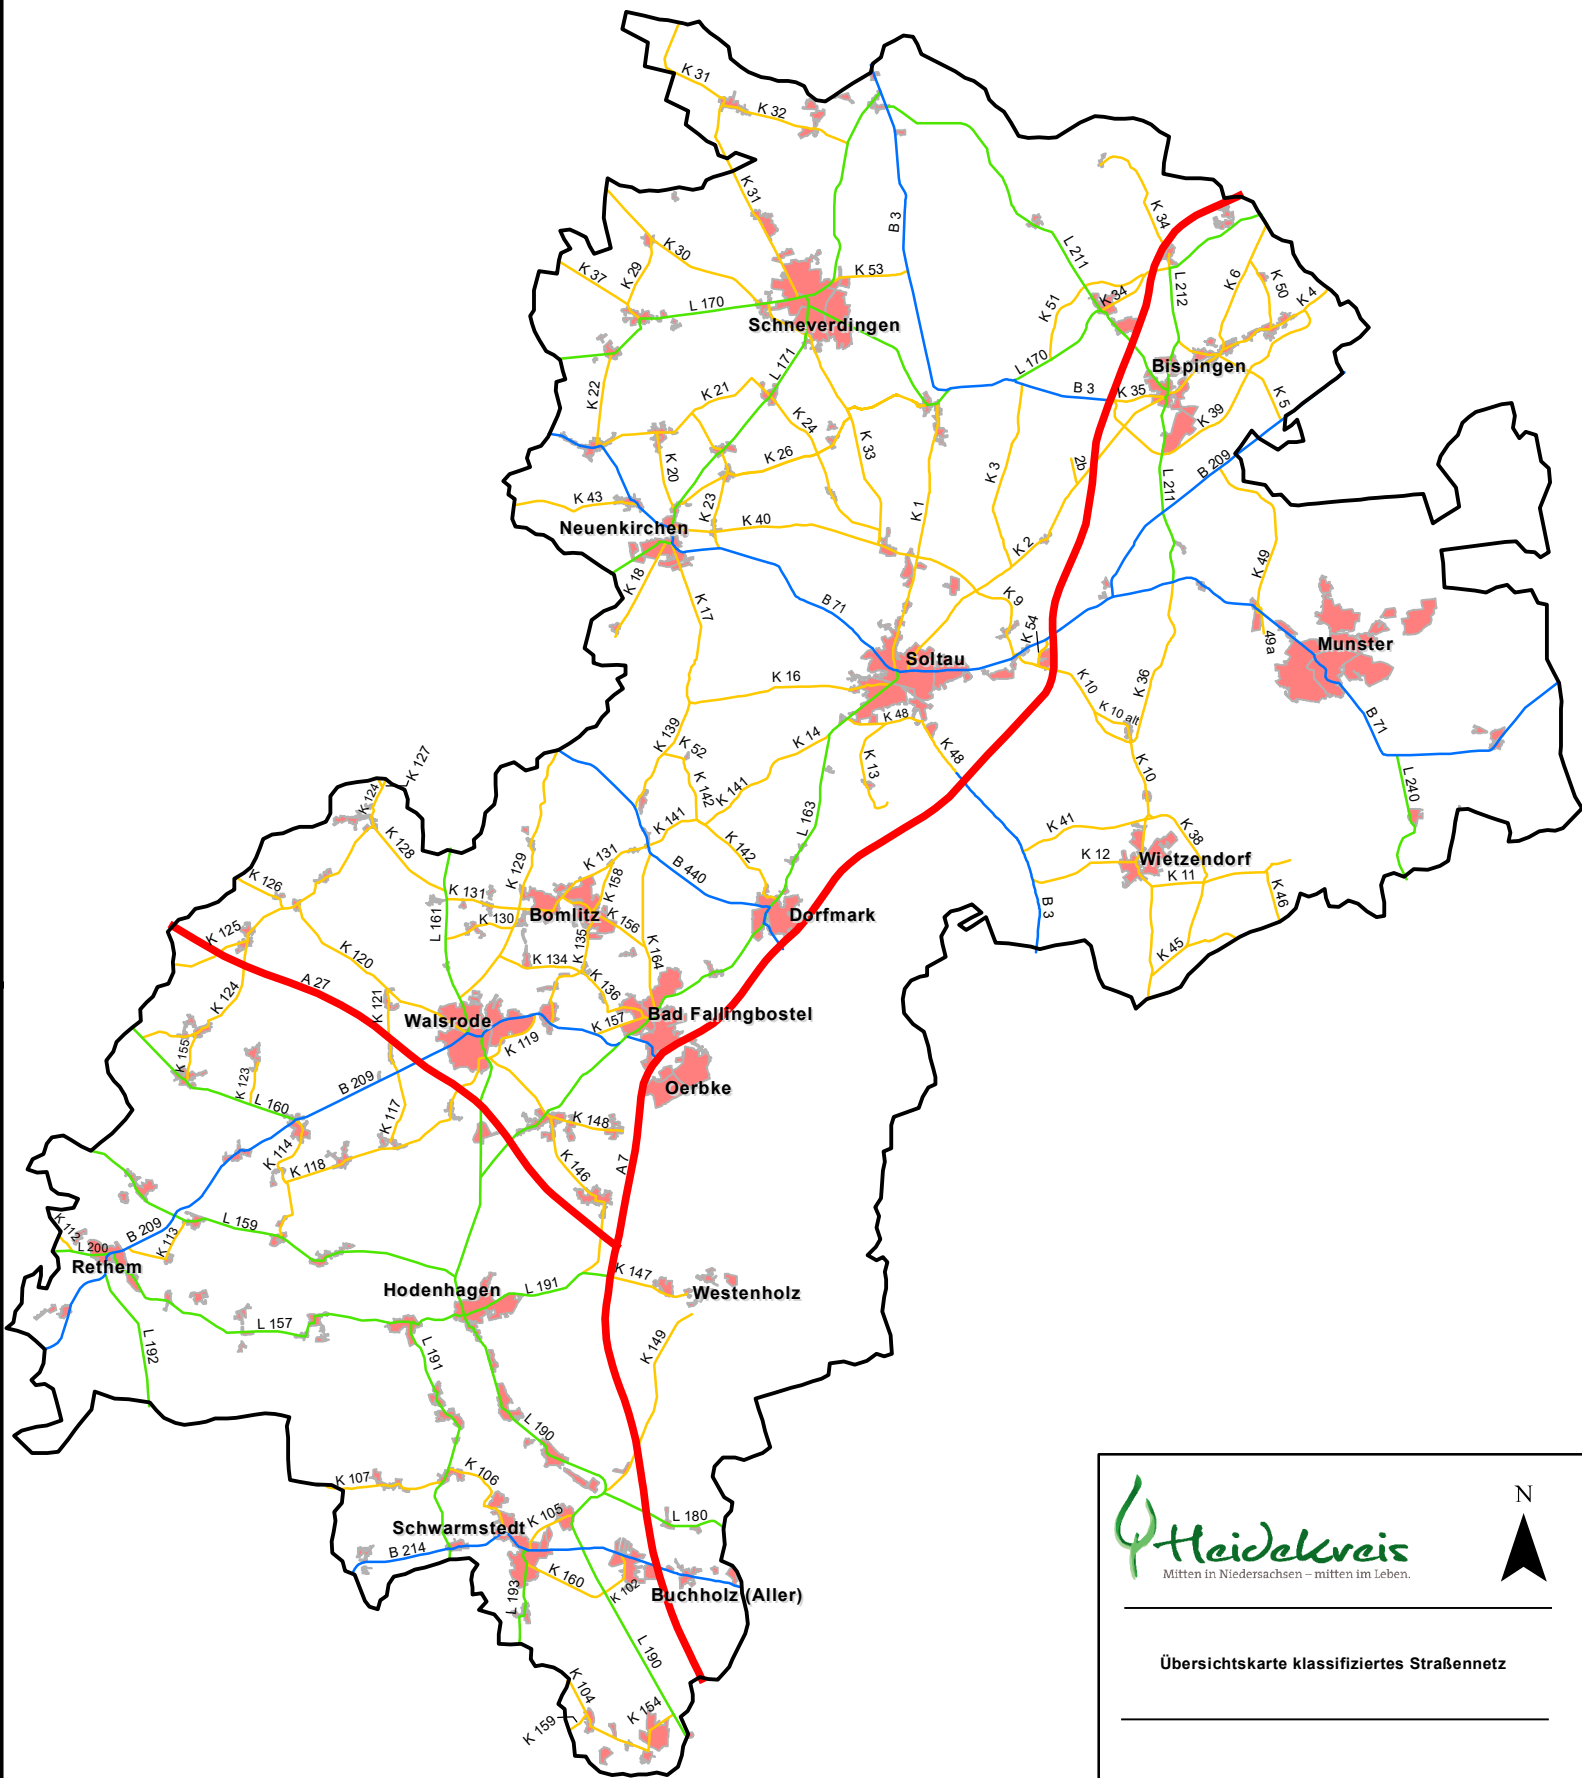 K 31
K 32
K 31
B 3
K 34
K 30
K 37
K 29
K 53
L 211
L 212
K 6
K 50
K 4
K 34
K 51
L 170
Schneverdingen
L 171
L 170
Bispingen
K 22
K 21
B 3
K 35
K 39
K 5
K 24
K 33
K 26
K 20
K 3
2b
B 209
L 211
K 43
K 23
K 40
K 1
Neuenkirchen
K 2
K 49
K 18
K 17
B 71
K 9
K 54
49a
Munster
Soltau
K 16
K 10
K 36
K 48
K 10 alt
B 71
K 139
K 52
K 14
K 13
K 48
K 10
L 240
K 127
K 124
K 142
K 141
L 163
K 141
K 128
K 142
K 41
K 38
K 131
K 129
K 12
Wietzendorf
K 11
K 126
K 131
K 158
B 440
K 46
L 161
K 130
Bomlitz
K 156
Dorfmark
B 3
K 125
K 120
K 135
K 134
K 164
K 45
A 27
K 124
K 121
K 136
Walsrode
K 157
Bad Fallingbostel
K 155
K 119
K 123
B 209
Oerbke
L 160
K 117
K 148
K 114
K 118
K 146
A 7
K 112
B 209
L 159
K 113
L 200
Rethem
Hodenhagen
L 191
K 147
Westenholz
L 157
L 192
L 191
K 149
L 190
K 107
K 106
K 105
L 180
Schwarmstedt
B 214
K 160
L 193
K 102
Buchholz (Aller)
L 190
K 104
K 159
K 154
N
Heidekreis
Mitten in Niedersachsen – mitten im Leben.
Übersichtskarte klassifiziertes Straßennetz